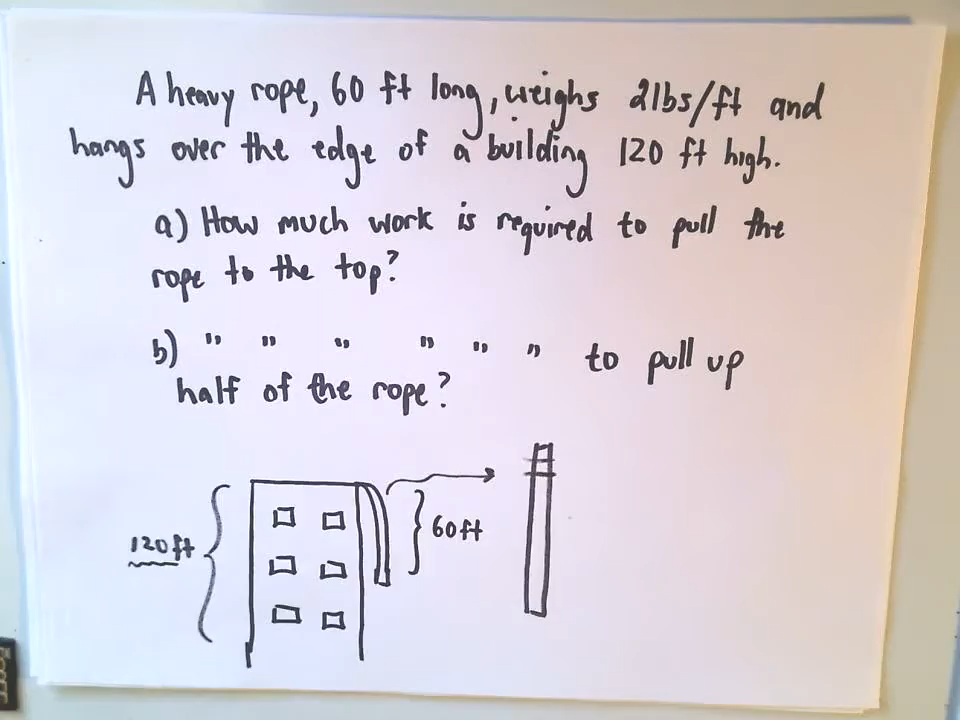 A heavy rope, 60 ft long, weighs 2lbs/ft and
hangs over the edge of a building 120 ft high.
a) How much work is required to pull the
rope to the top?
b) " " " " " " to pull up
half of the rope?
120ft
60ft